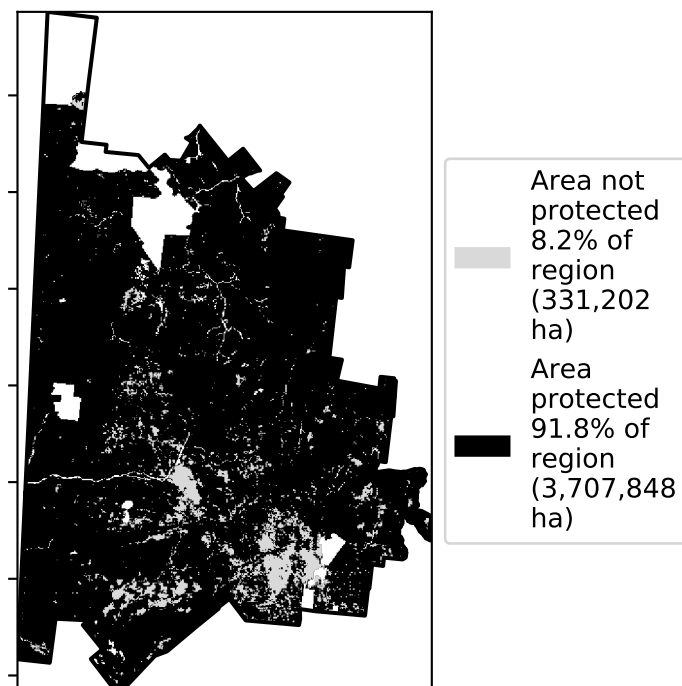 Area not
protected
8.2% of
region
(331,202
ha)
Area
protected
91.8% of
region
(3,707,848
ha)